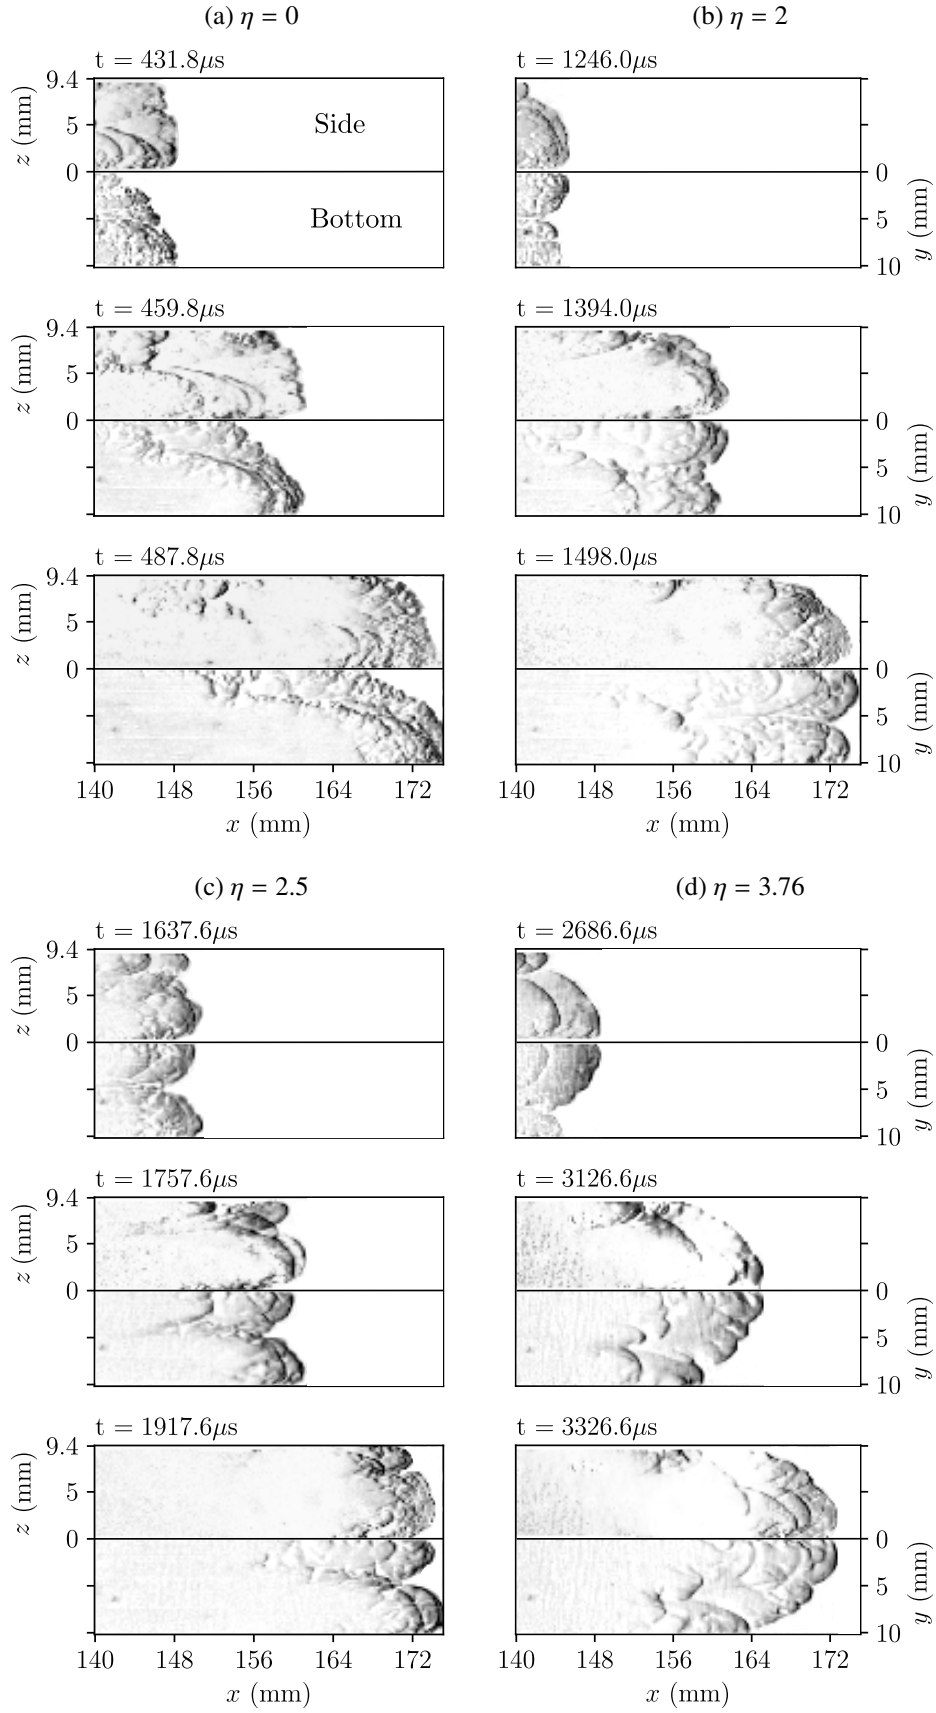 (a) η = 0
(b) η = 2
t = 431.8μs
t = 1246.0μs
9.4
5
0
z (mm)
Side
Bottom
0
5
10
y (mm)
t = 459.8μs
t = 1394.0μs
9.4
5
0
z (mm)
0
5
10
y (mm)
t = 487.8μs
t = 1498.0μs
9.4
5
0
z (mm)
0
5
10
y (mm)
140 148 156 164 172
140 148 156 164 172
x (mm)
x (mm)
(c) η = 2.5
(d) η = 3.76
t = 1637.6μs
t = 2686.6μs
9.4
5
0
z (mm)
0
5
10
y (mm)
t = 1757.6μs
t = 3126.6μs
9.4
5
0
z (mm)
0
5
10
y (mm)
t = 1917.6μs
t = 3326.6μs
9.4
5
0
z (mm)
0
5
10
y (mm)
140 148 156 164 172
140 148 156 164 172
x (mm)
x (mm)